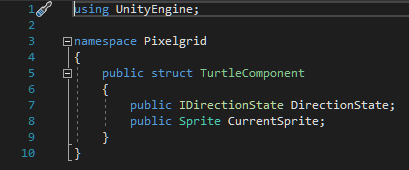 1 using UnityEngine;
2
3 namespace Pixelgrid
4 {
5 public struct TurtleComponent
6 {
7 public IDirectionState DirectionState;
8 public Sprite CurrentSprite;
9 }
10 }